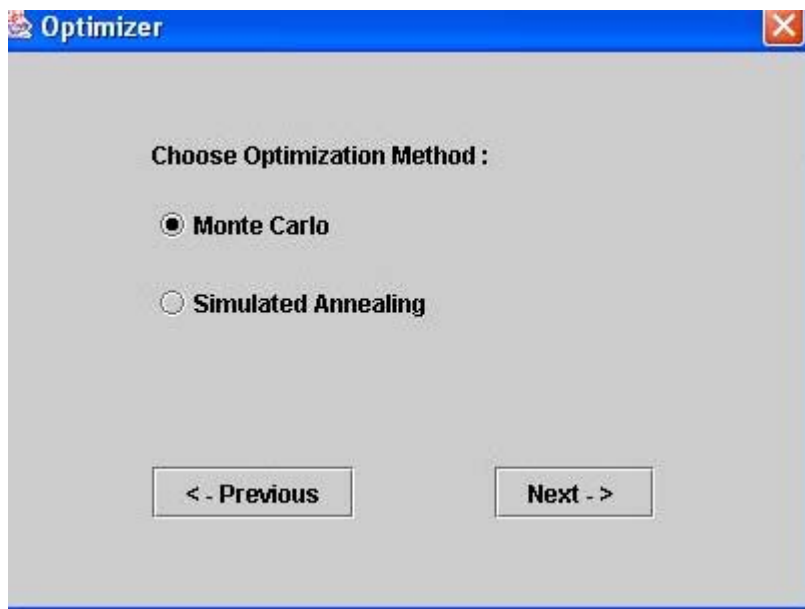 Optimizer
Choose Optimization Method :
Monte Carlo
Simulated Annealing
< - Previous
Next - >